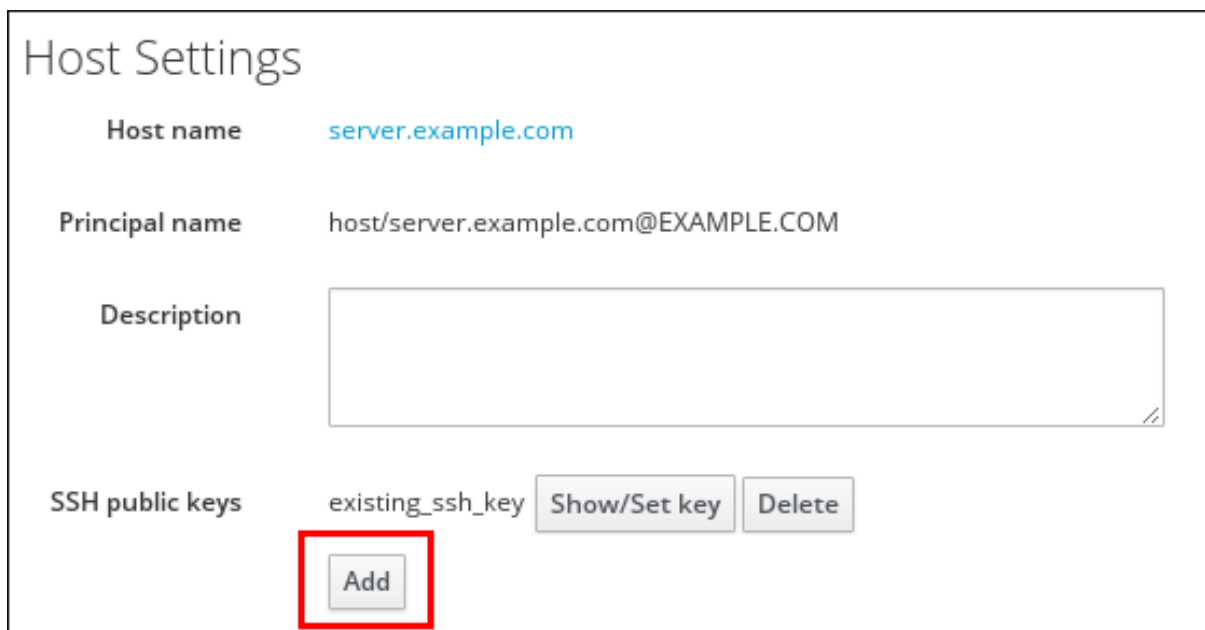 Host Settings
Host name server.example.com
Principal name host/server.example.com@EXAMPLE.COM
Description
SSH public keys existing_ssh_key Show/Set key Delete
Add